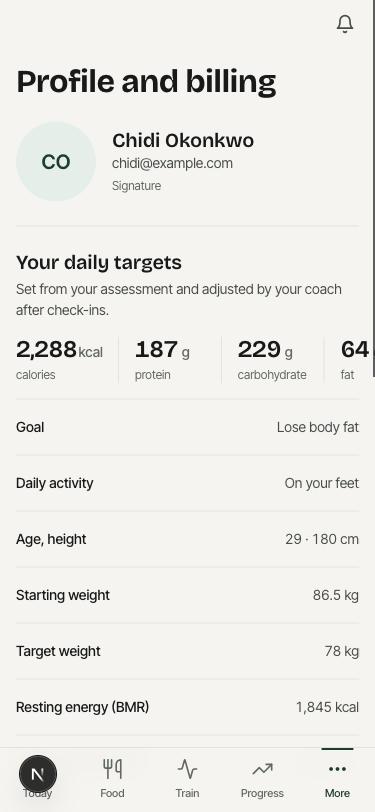 Profile and billing
CO
Chidi Okonkwo
chidi@example.com
Signature
Your daily targets
Set from your assessment and adjusted by your coach
after check-ins.
2,288 kcal
calories
187 g
protein
229 g
carbohydrate
64
fat
Goal
Lose body fat
Daily activity
On your feet
Age, height
29 · 180 cm
Starting weight
86.5 kg
Target weight
78 kg
Resting energy (BMR)
1,845 kcal
N
Today
Food
Train
Progress
More